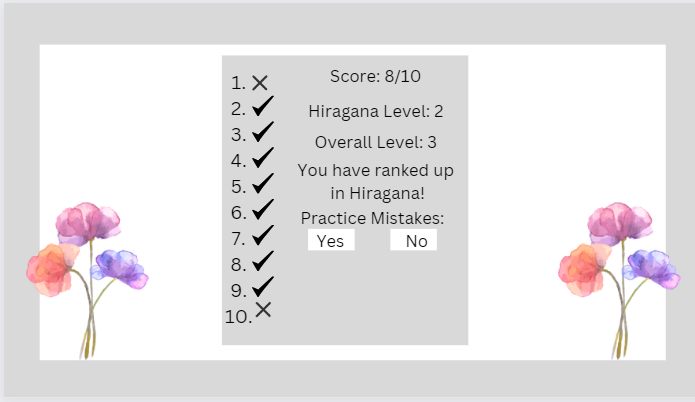 1. ✗
2. ✓
3. ✓
4. ✓
5. ✓
6. ✓
7. ✓
8. ✓
9. ✓
10. ✗
Score: 8/10
Hiragana Level: 2
Overall Level: 3
You have ranked up
in Hiragana!
Practice Mistakes:
Yes No